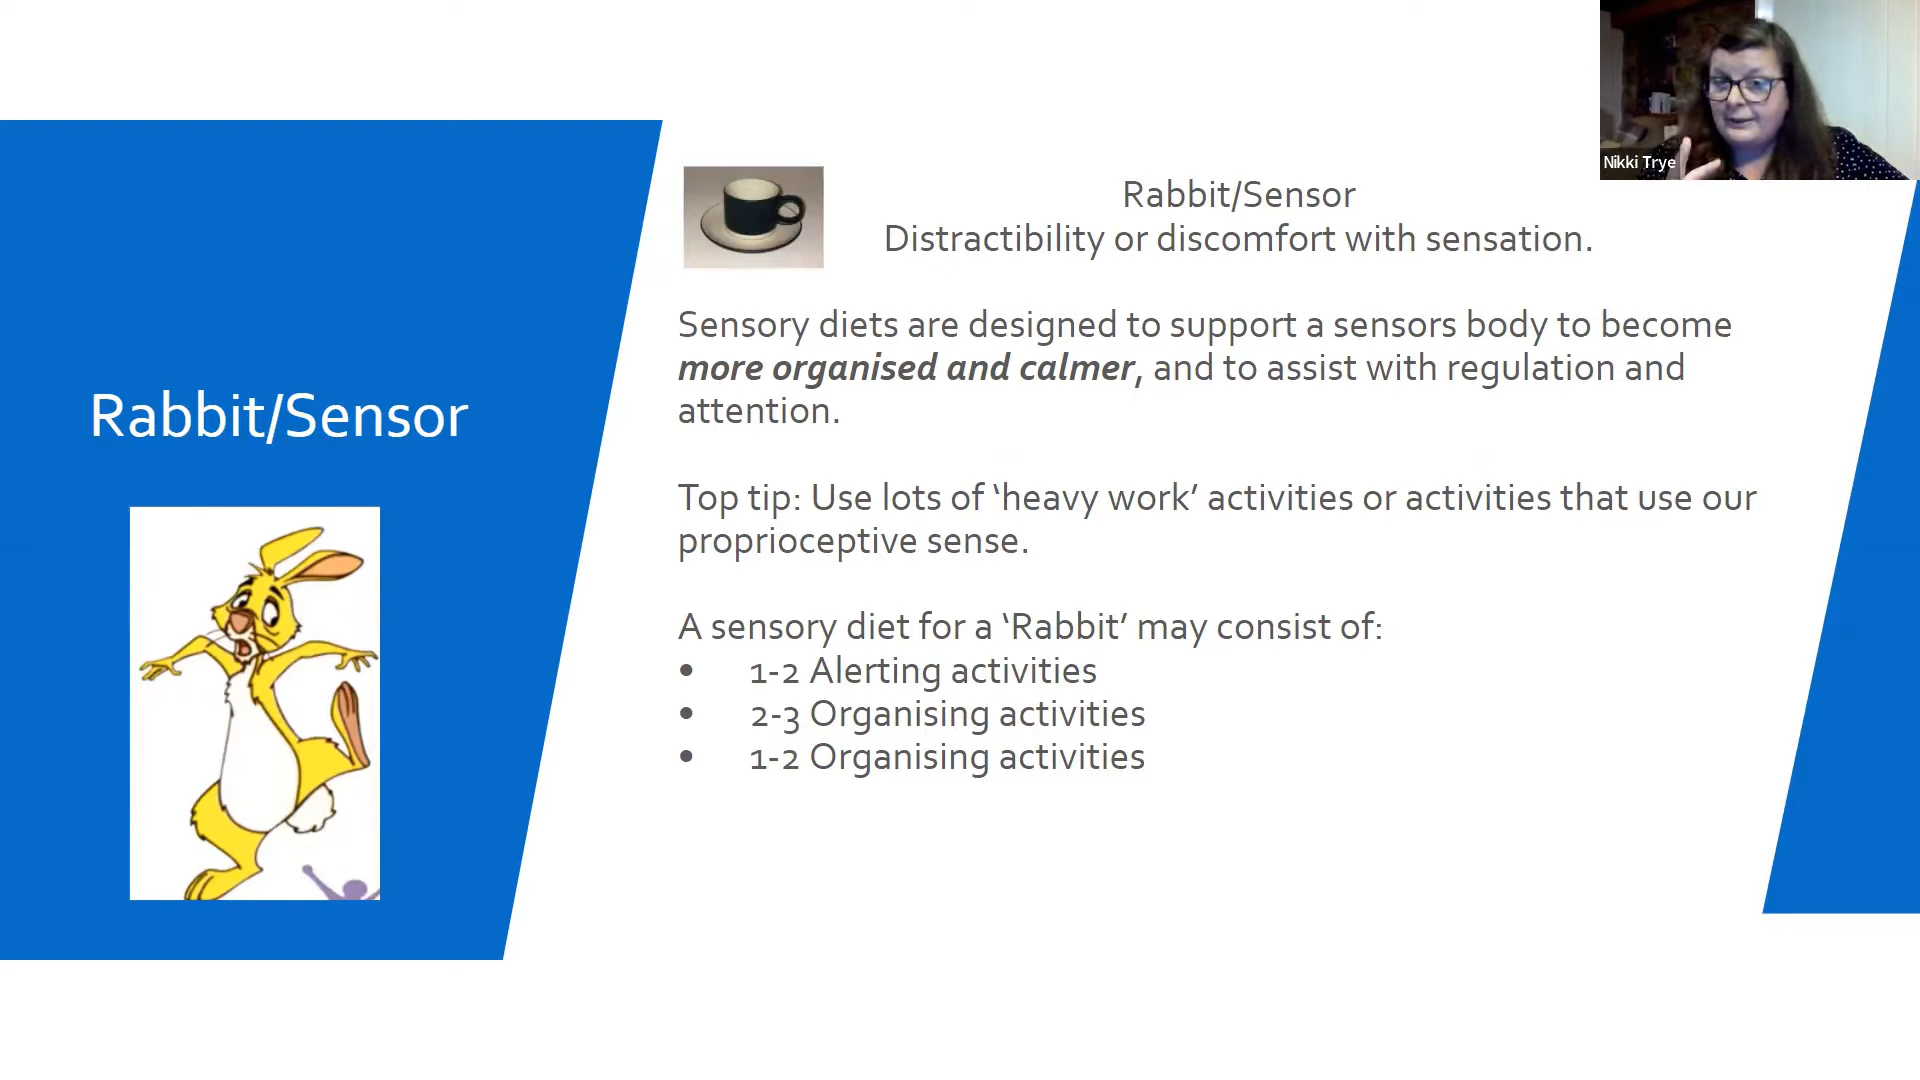 Nikki Trye
Rabbit/Sensor
Rabbit/Sensor
Distractibility or discomfort with sensation.
Sensory diets are designed to support a sensors body to become
more organised and calmer, and to assist with regulation and
attention.
Top tip: Use lots of ‘heavy work’ activities or activities that use our
proprioceptive sense.
A sensory diet for a ‘Rabbit’ may consist of:
• 1-2 Alerting activities
• 2-3 Organising activities
• 1-2 Organising activities